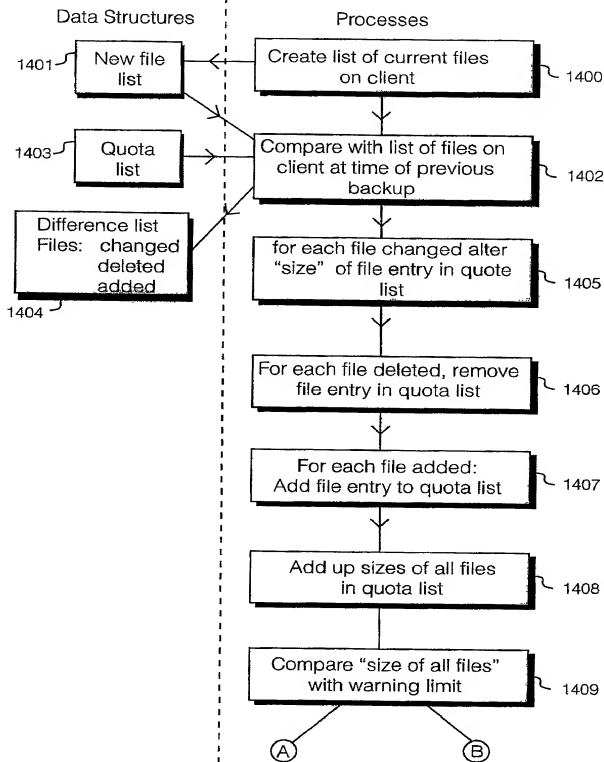 Data Structures
Processes
1401
New file
list
Create list of current files
on client
1400
1403
Quota
list
Compare with list of files on
client at time of previous
backup
1402
Difference list
Files: changed
deleted
added
1404
for each file changed alter
“size” of file entry in quote
list
1405
For each file deleted, remove
file entry in quota list
1406
For each file added:
Add file entry to quota list
1407
Add up sizes of all files
in quota list
1408
Compare “size of all files”
with warning limit
1409
A
B